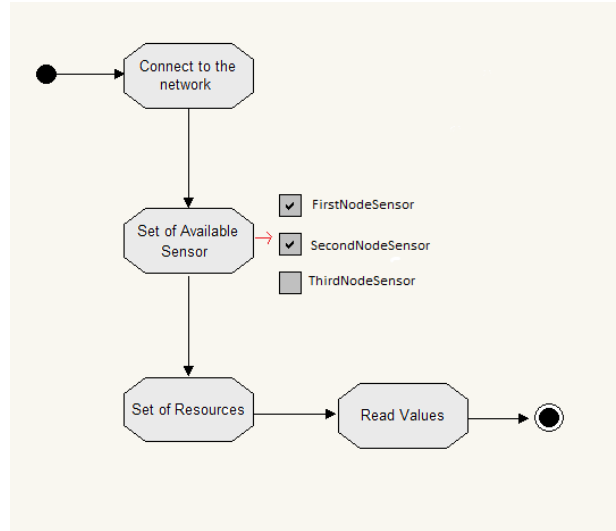 Connect to the
network
Set of Available
Sensor
FirstNodeSensor
SecondNodeSensor
ThirdNodeSensor
Set of Resources
Read Values